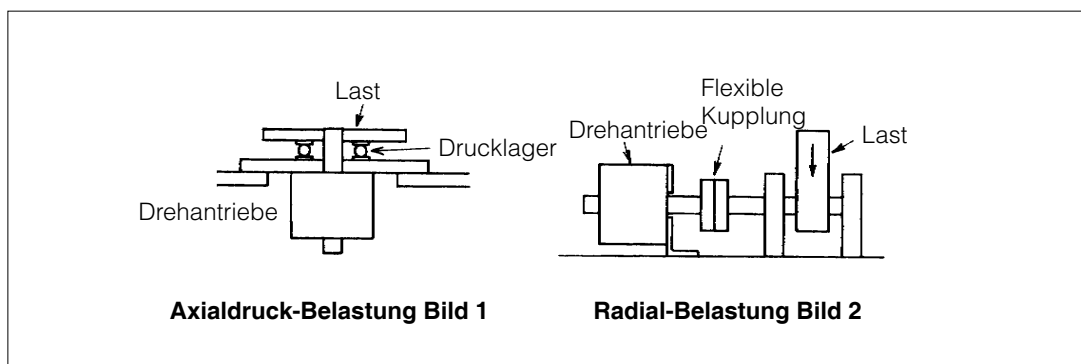 Last
Drucklager
Drehantriebe
Axialdruck-Belastung Bild 1
Flexible
Kupplung
Drehantriebe
Last
Radial-Belastung Bild 2